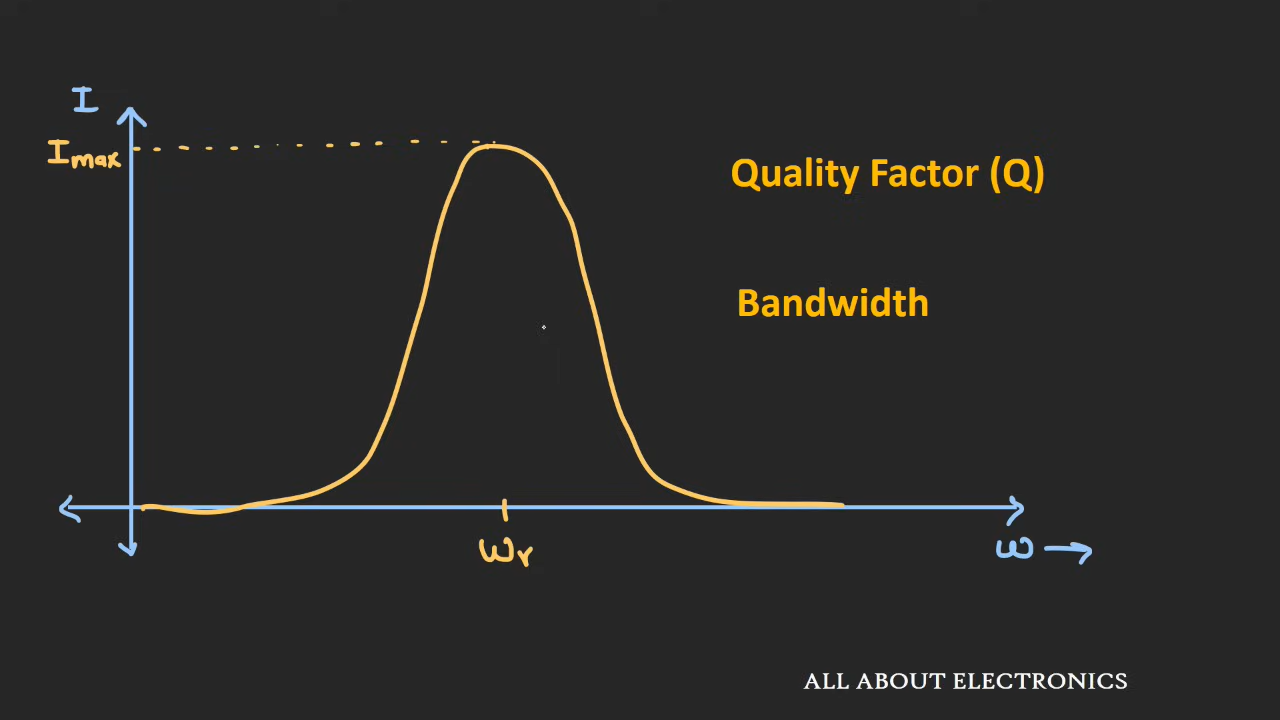 I
Imax
Quality Factor (Q)
Bandwidth
ωr
ω
ALL ABOUT ELECTRONICS